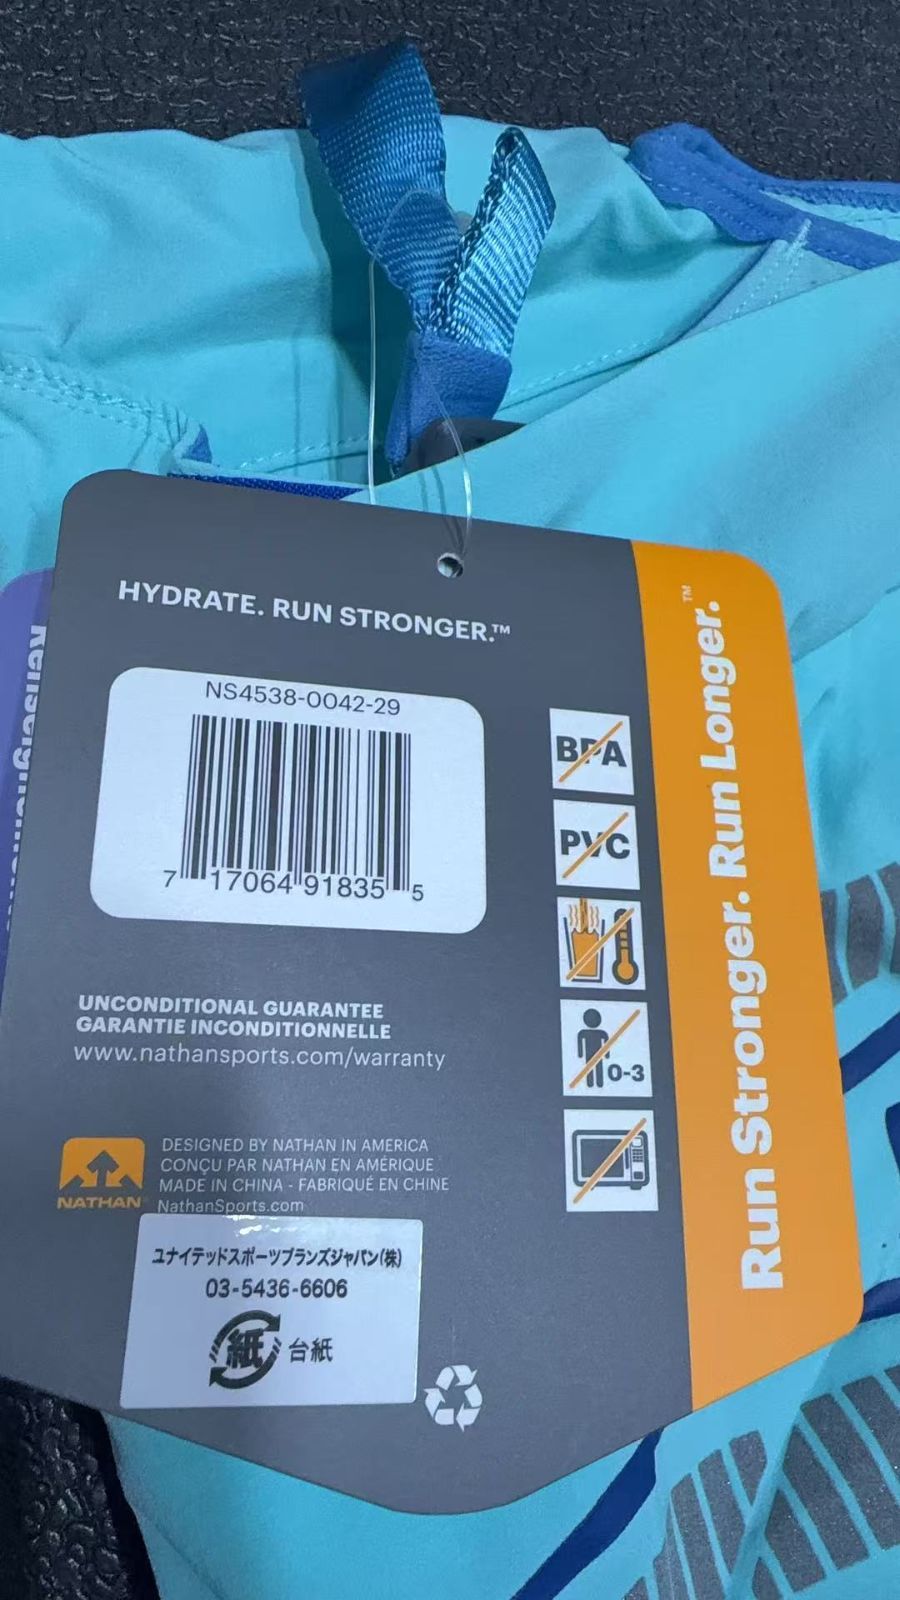 HYDRATE. RUN STRONGER.™
NS4538-0042-29
7 17064 91835 5
BPA
PVC
0-3
UNCONDITIONAL GUARANTEE
GARANTIE INCONDITIONNELLE
www.nathansports.com/warranty
NATHAN
DESIGNED BY NATHAN IN AMERICA
CONÇU PAR NATHAN EN AMÉRIQUE
MADE IN CHINA - FABRIQUÉ EN CHINE
NathanSports.com
ユナイテッドスポーツブランズジャパン(株)
03-5436-6606
紙 台紙
Run Stronger. Run Longer.™